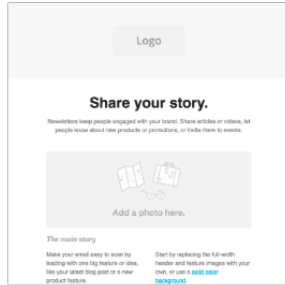 Logo
Share your story.
Newsletters keep people engaged with your brand. Share articles or videos, let
people know about new products or promotions, or invite them to events.
Add a photo here.
The main story
Make your email easy to scan by
leading with one big feature or idea,
like your latest blog post or a new
product feature.
Start by replacing the full-width
header and feature images with your
own, or use a solid color
background.